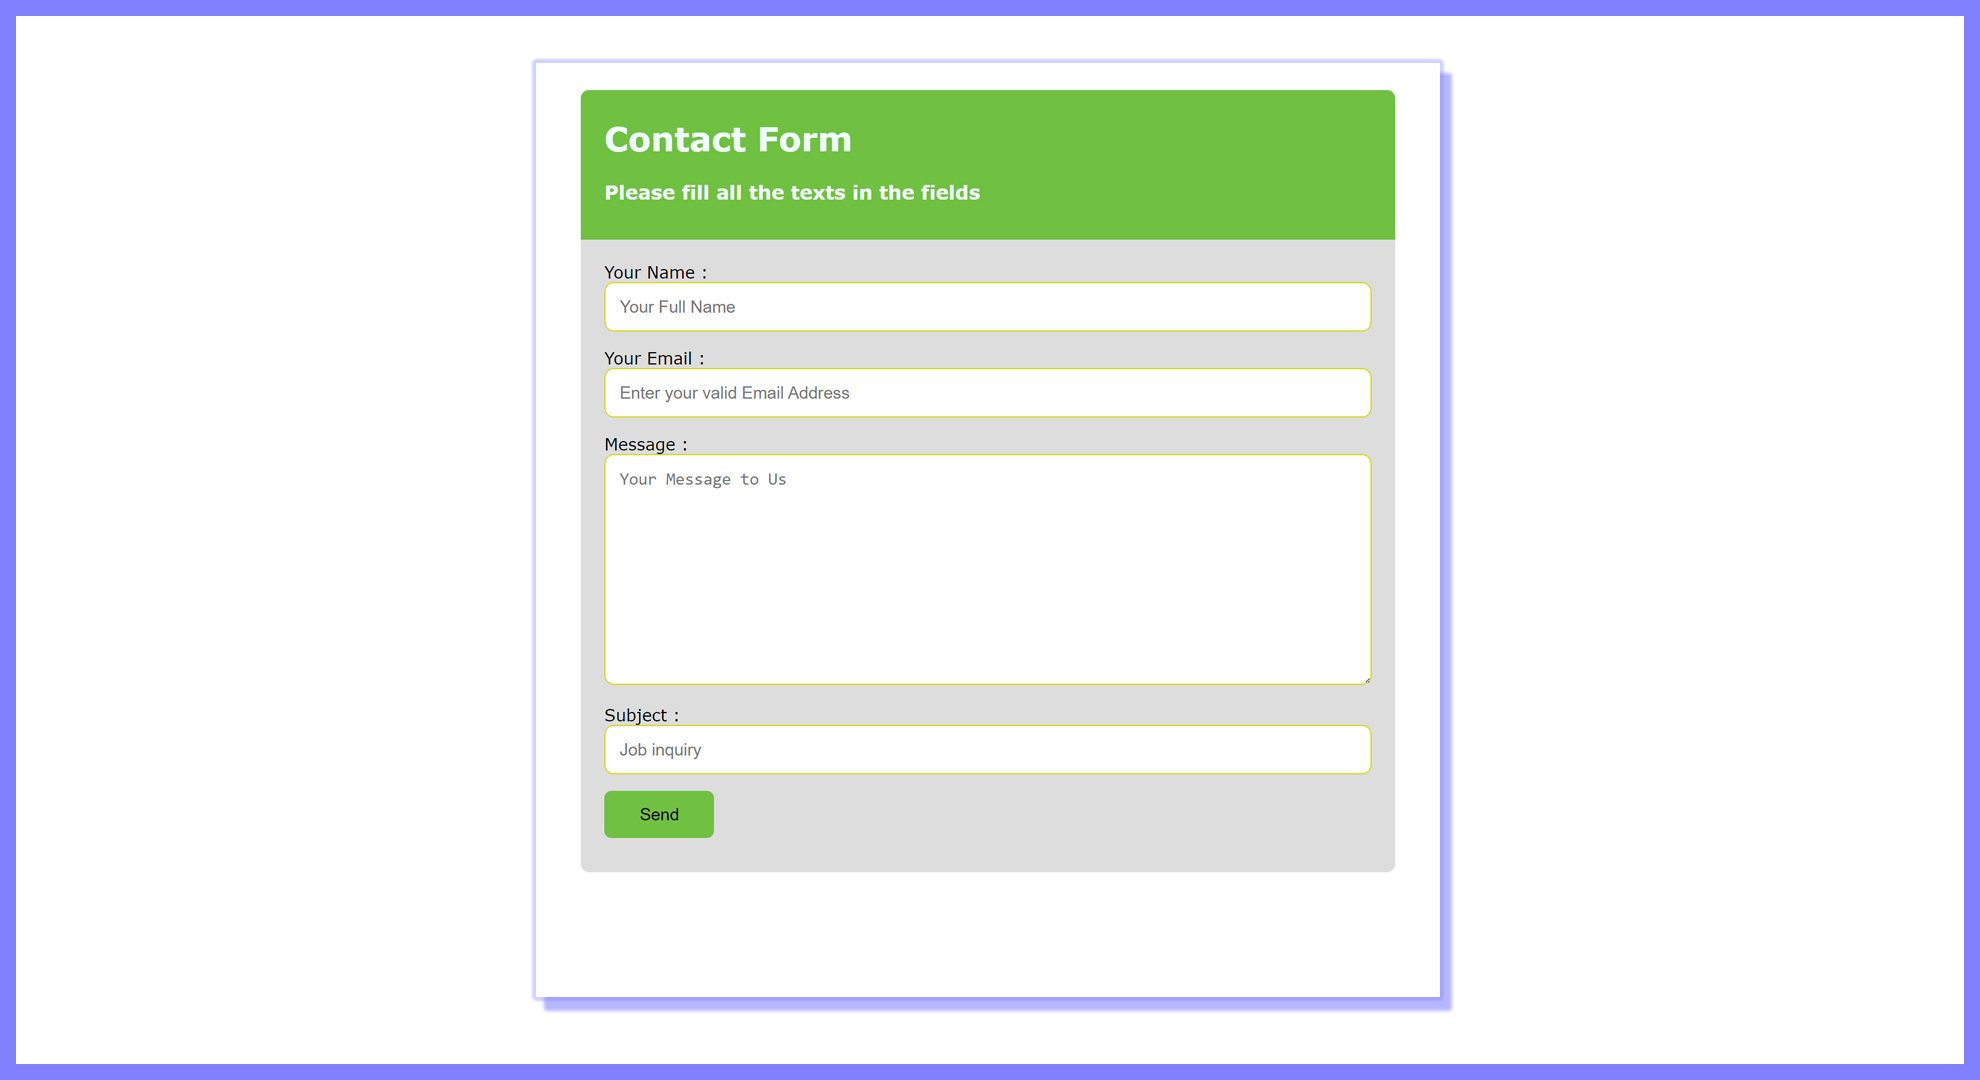 Contact Form
Please fill all the texts in the fields
Your Name :
Your Full Name
Your Email :
Enter your valid Email Address
Message :
Your Message to Us
Subject :
Job inquiry
Send